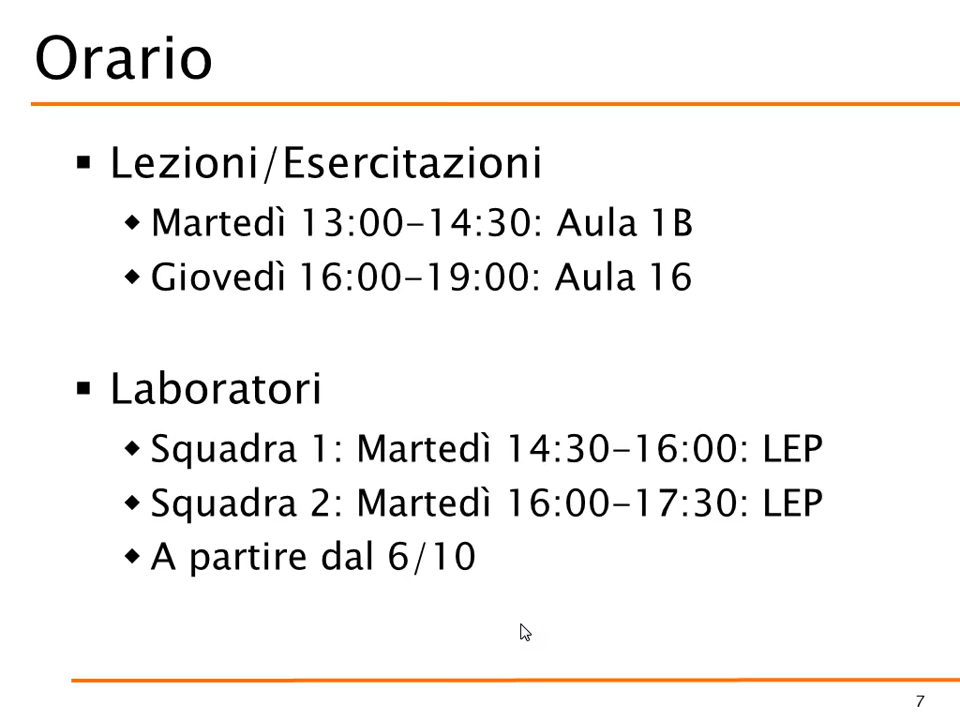 Orario
Lezioni/Esercitazioni
Martedì 13:00-14:30: Aula 1B
Giovedì 16:00-19:00: Aula 16
Laboratori
Squadra 1: Martedì 14:30-16:00: LEP
Squadra 2: Martedì 16:00-17:30: LEP
A partire dal 6/10
7